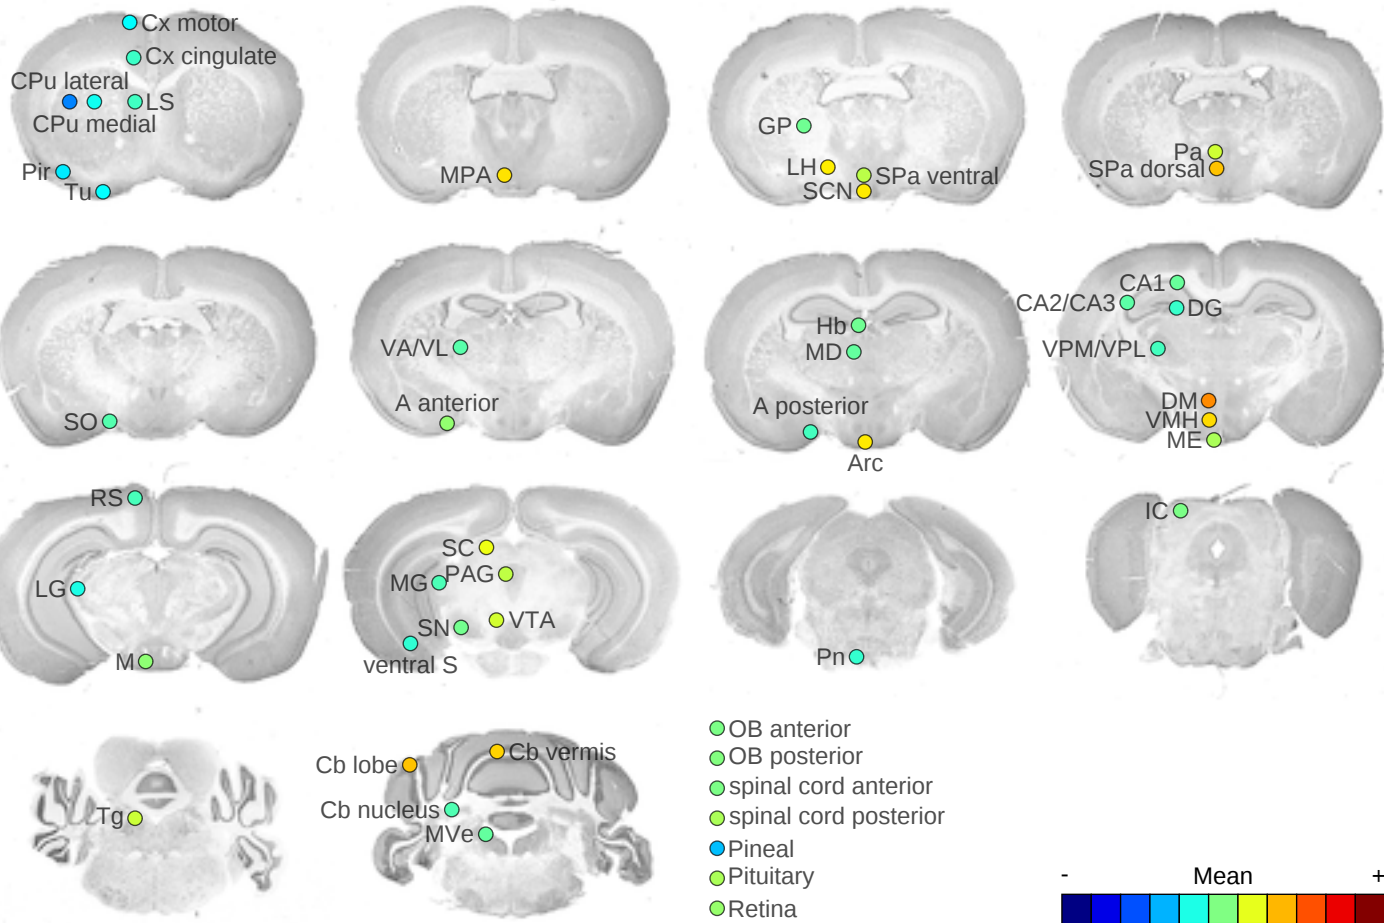 Cx motor
Cx cingulate
CPu lateral
LS
CPu medial
Pir
Tu
MPA
GP
LH
SPa ventral
SCN
Pa
SPa dorsal
SO
VA/VL
A anterior
Hb
MD
A posterior
Arc
CA1
CA2/CA3
DG
VPM/VPL
DM
VMH
ME
RS
LG
M
SC
MG
PAG
SN
VTA
ventral S
Pn
IC
Tg
Cb lobe
Cb vermis
Cb nucleus
MVe
OB anterior
OB posterior
spinal cord anterior
spinal cord posterior
Pineal
Pituitary
Retina
- Mean +